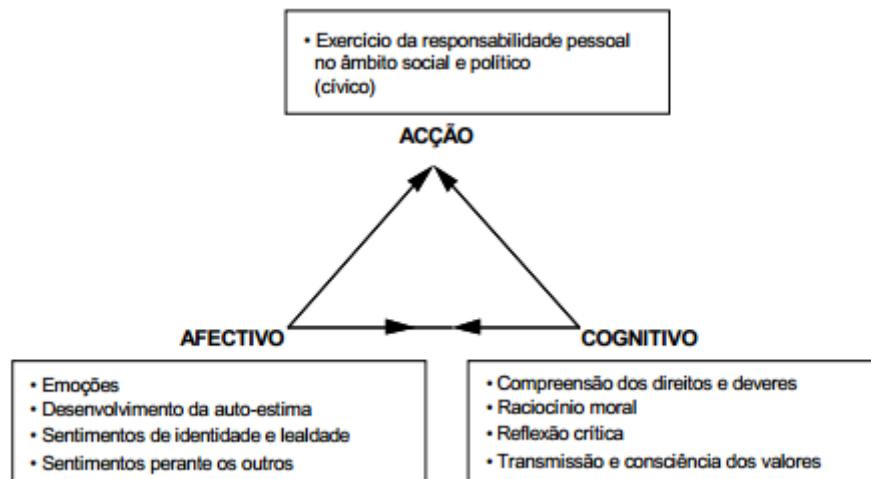 • Exercício da responsabilidade pessoal
no âmbito social e político
(cívico)
ACÇÃO
AFECTIVO
COGNITIVO
• Emoções
• Desenvolvimento da auto-estima
• Sentimentos de identidade e lealdade
• Sentimentos perante os outros
• Compreensão dos direitos e deveres
• Raciocínio moral
• Reflexão crítica
• Transmissão e consciência dos valores